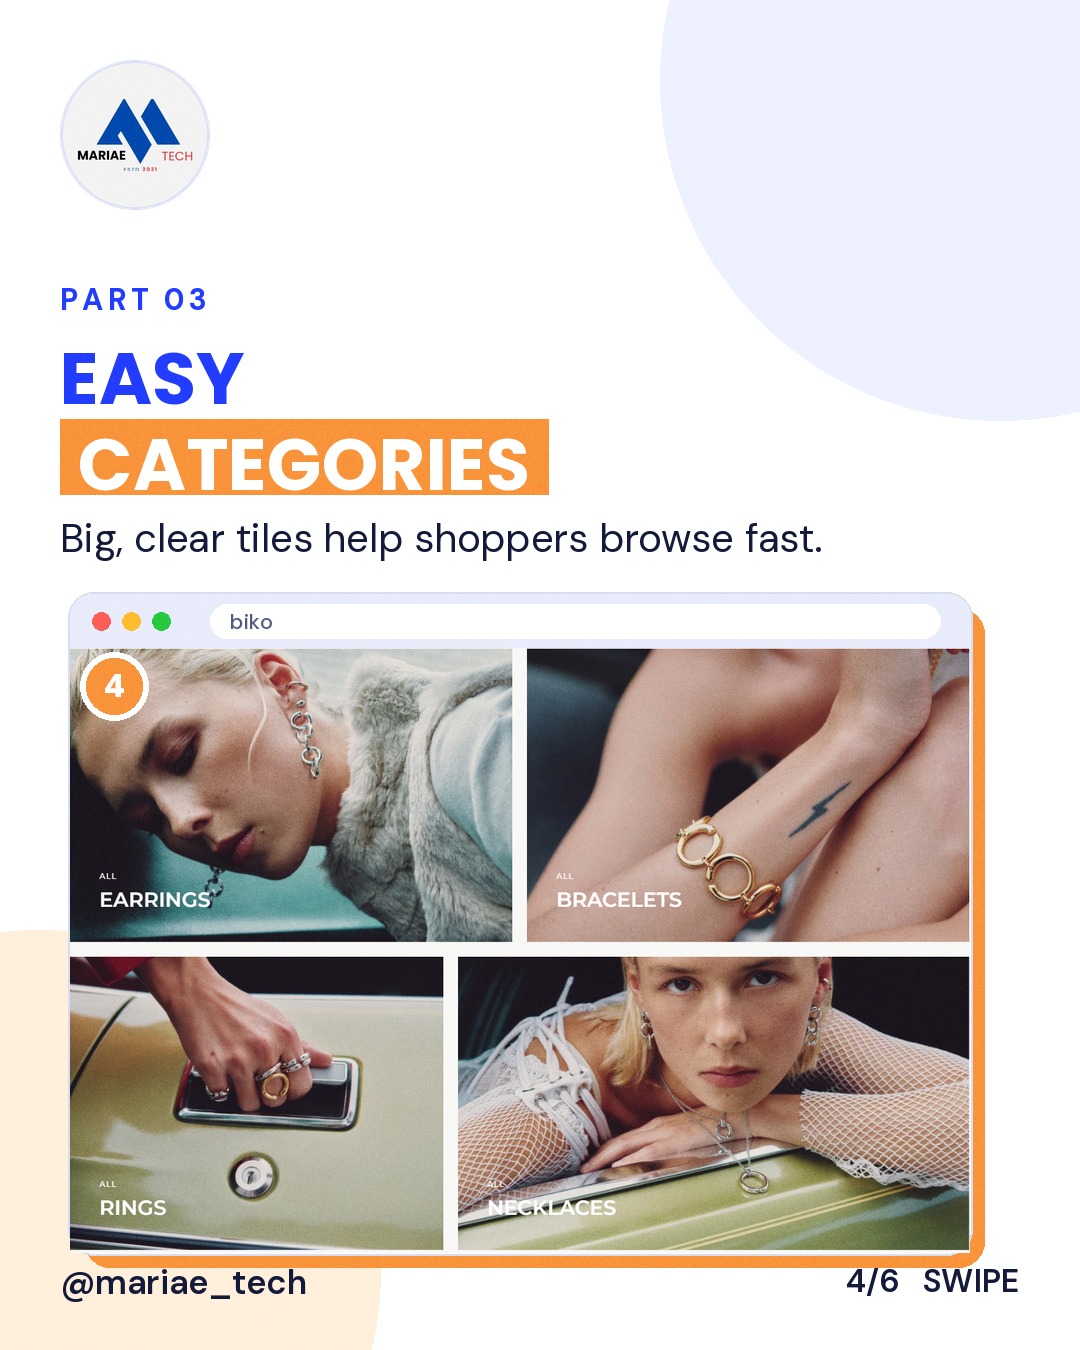 MARIAE TECH
ESTD 2021
PART 03
EASY
CATEGORIES
Big, clear tiles help shoppers browse fast.
biko
4
ALL
EARRINGS
ALL
BRACELETS
ALL
RINGS
ALL
NECKLACES
@mariae_tech
4/6 SWIPE